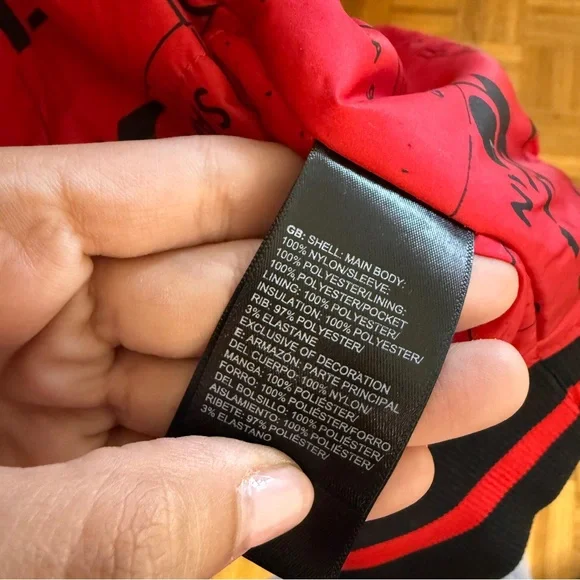 GB: SHELL: MAIN BODY:
100% NYLON/SLEEVE:
100% POLYESTER/LINING:
100% POLYESTER/POCKET
LINING: 100% POLYESTER/
INSULATION: 100% POLYESTER/
RIB: 97% POLYESTER/
3% ELASTANE
EXCLUSIVE OF DECORATION
E: ARMAZÓN: PARTE PRINCIPAL
DEL CUERPO: 100% NYLON/
MANGA: 100% POLIÉSTER/
FORRO: 100% POLIÉSTER/FORRO
DEL BOLSILLO: 100% POLIÉSTER/
AISLAMIENTO: 100% POLIÉSTER/
RIBETE: 97% POLIÉSTER/
3% ELASTANO